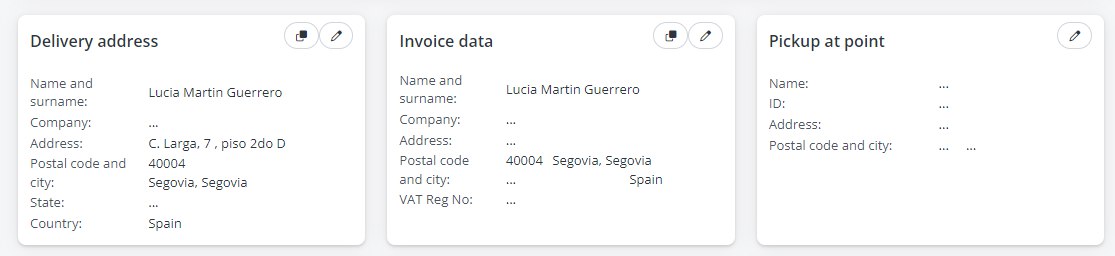 Delivery address
Name and
surname:
Lucia Martin Guerrero
Company:
...
Address:
C. Larga, 7 , piso 2do D
Postal code and
city:
40004
Segovia, Segovia
State:
...
Country:
Spain
Invoice data
Name and
surname:
Lucia Martin Guerrero
Company:
...
Address:
...
Postal code
and city:
40004 Segovia, Segovia
... Spain
VAT Reg No:
...
Pickup at point
Name:
...
ID:
...
Address:
...
Postal code and city:
... ...